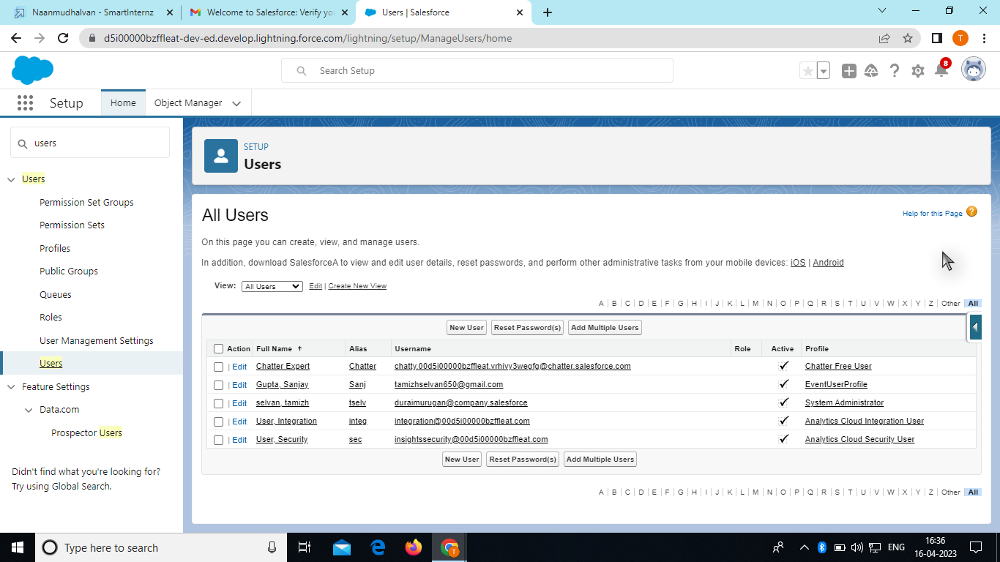 Naanmudhalvan - SmartInternz
Welcome to Salesforce: Verify you
Users | Salesforce
d5i00000bzffleat-dev-ed.develop.lightning.force.com/lightning/setup/ManageUsers/home
T
Search Setup
8
Setup
Home
Object Manager
users
Users
Permission Set Groups
Permission Sets
Profiles
Public Groups
Queues
Roles
User Management Settings
Users
Feature Settings
Data.com
Prospector Users
Didn't find what you're looking for?
Try using Global Search.
SETUP
Users
All Users
Help for this Page ?
On this page you can create, view, and manage users.
In addition, download SalesforceA to view and edit user details, reset passwords, and perform other administrative tasks from your mobile devices: iOS | Android
View: All Users Edit | Create New View
A | B | C | D | E | F | G | H | I | J | K | L | M | N | O | P | Q | R | S | T | U | V | W | X | Y | Z | Other All
New User Reset Password(s) Add Multiple Users
Action Full Name ↑ Alias Username Role Active Profile
| Edit Chatter Expert Chatter chatty.00d5i00000bzffleat.vrhivy3wegfg@chatter.salesforce.com ✓ Chatter Free User
| Edit Gupta, Sanjay Sanj tamizhselvan650@gmail.com ✓ EventUserProfile
| Edit selvan, tamizh tselv duraimurugan@company.salesforce ✓ System Administrator
| Edit User, Integration integ integration@00d5i00000bzffleat.com ✓ Analytics Cloud Integration User
| Edit User, Security sec insightssecurity@00d5i00000bzffleat.com ✓ Analytics Cloud Security User
New User Reset Password(s) Add Multiple Users
A | B | C | D | E | F | G | H | I | J | K | L | M | N | O | P | Q | R | S | T | U | V | W | X | Y | Z | Other All
Type here to search
T
ENG
16:36
16-04-2023